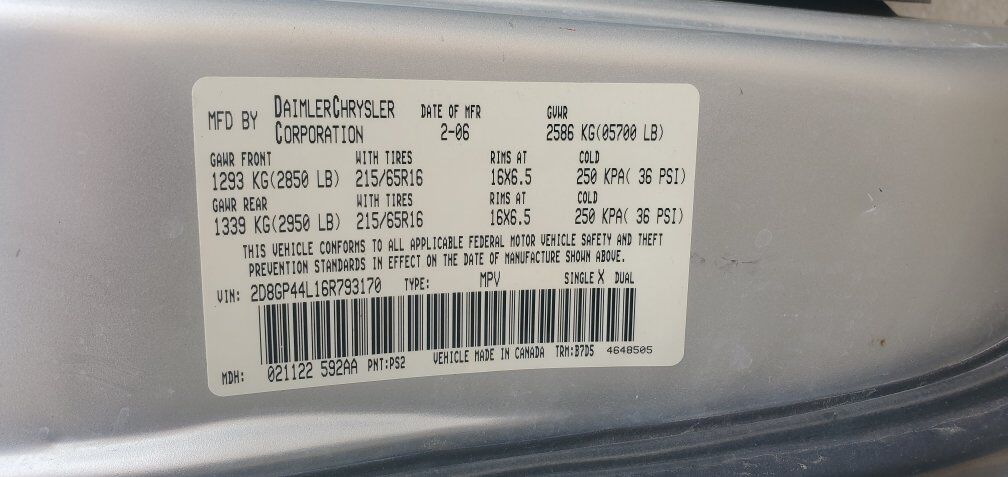 MFD BY DAIMLERCHRYSLER CORPORATION DATE OF MFR 2-06 GVWR 2586 KG(05700 LB)
GAWR FRONT WITH TIRES RIMS AT COLD
1293 KG(2850 LB) 215/65R16 16X6.5 250 KPA( 36 PSI)
GAWR REAR WITH TIRES RIMS AT COLD
1339 KG(2950 LB) 215/65R16 16X6.5 250 KPA( 36 PSI)
THIS VEHICLE CONFORMS TO ALL APPLICABLE FEDERAL MOTOR VEHICLE SAFETY AND THEFT
PREVENTION STANDARDS IN EFFECT ON THE DATE OF MANUFACTURE SHOWN ABOVE.
VIN: 2D8GP44L16R793170 TYPE: MPV SINGLE X DUAL
MDH: 021122 592AA PNT:PS2 VEHICLE MADE IN CANADA TRM:B7D5 4648505